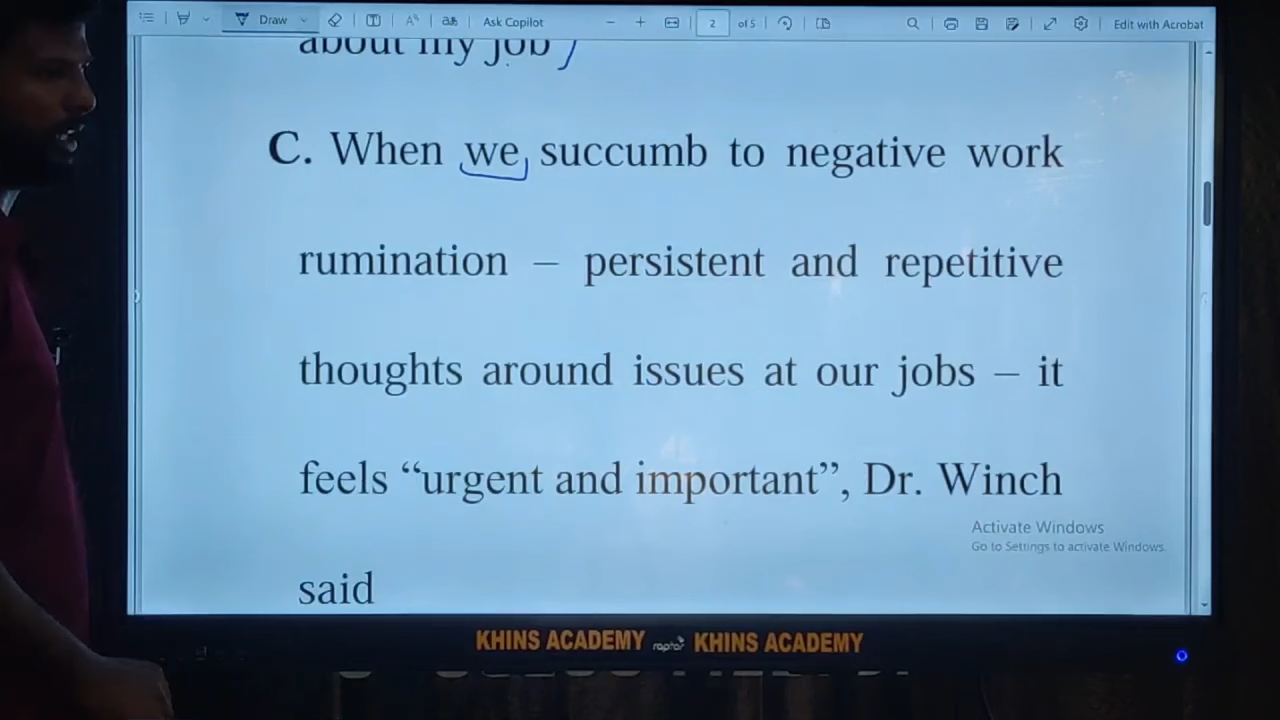 Draw
Ask Copilot
2 of 5
Edit with Acrobat
about my job
C. When we succumb to negative work
rumination – persistent and repetitive
thoughts around issues at our jobs – it
feels “urgent and important”, Dr. Winch
said
Activate Windows
Go to Settings to activate Windows.
KHINS ACADEMY raptor KHINS ACADEMY